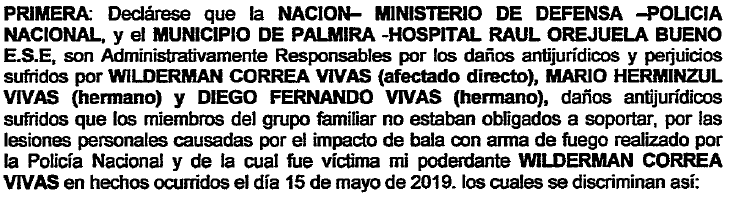 PRIMERA: Declárese que la NACION– MINISTERIO DE DEFENSA –POLICIA
NACIONAL, y el MUNICIPIO DE PALMIRA -HOSPITAL RAUL OREJUELA BUENO
E.S.E, son Administrativamente Responsables por los daños antijurídicos y perjuicios
sufridos por WILDERMAN CORREA VIVAS (afectado directo), MARIO HERMINZUL
VIVAS (hermano) y DIEGO FERNANDO VIVAS (hermano), daños antijurídicos
sufridos que los miembros del grupo familiar no estaban obligados a soportar, por las
lesiones personales causadas por el impacto de bala con arma de fuego realizado por
la Policía Nacional y de la cual fue víctima mi poderdante WILDERMAN CORREA
VIVAS en hechos ocurridos el día 15 de mayo de 2019. los cuales se discriminan así: